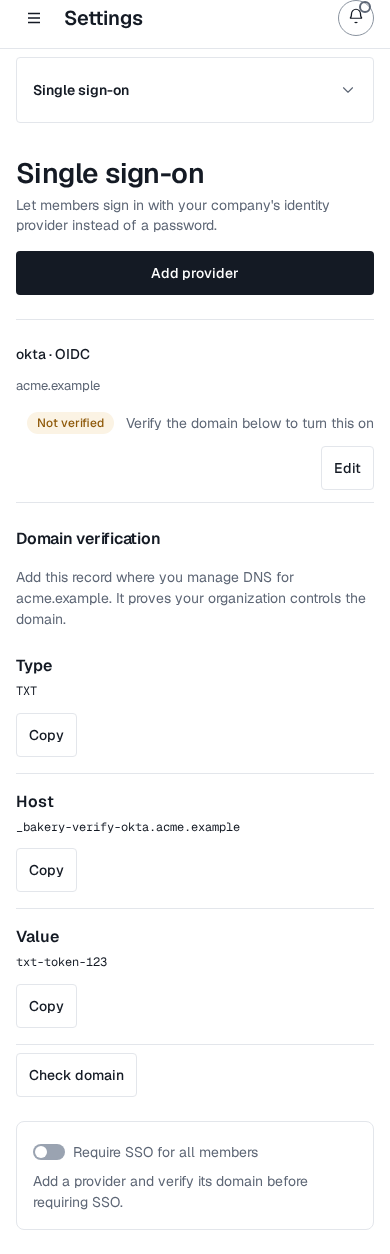 Settings
Single sign-on
Single sign-on
Let members sign in with your company's identity
provider instead of a password.
Add provider
okta · OIDC
acme.example
Not verified Verify the domain below to turn this on
Edit
Domain verification
Add this record where you manage DNS for
acme.example. It proves your organization controls the
domain.
Type
TXT
Copy
Host
_bakery-verify-okta.acme.example
Copy
Value
txt-token-123
Copy
Check domain
Require SSO for all members
Add a provider and verify its domain before
requiring SSO.